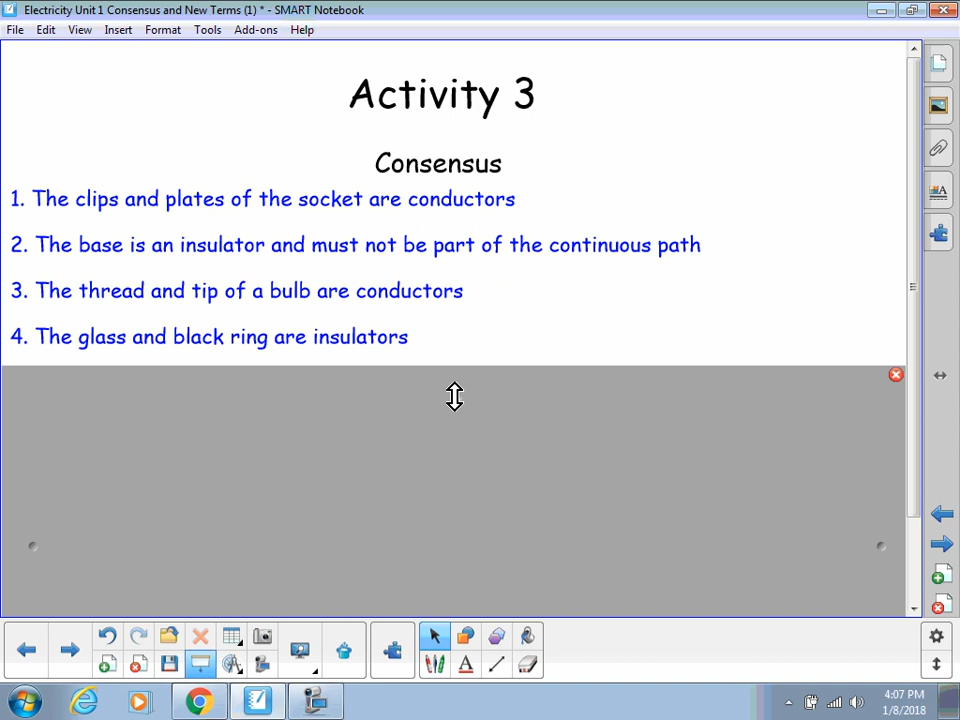 Electricity Unit 1 Consensus and New Terms (1) * - SMART Notebook
File Edit View Insert Format Tools Add-ons Help
Activity 3
Consensus
1. The clips and plates of the socket are conductors
2. The base is an insulator and must not be part of the continuous path
3. The thread and tip of a bulb are conductors
4. The glass and black ring are insulators
4:07 PM
1/8/2018